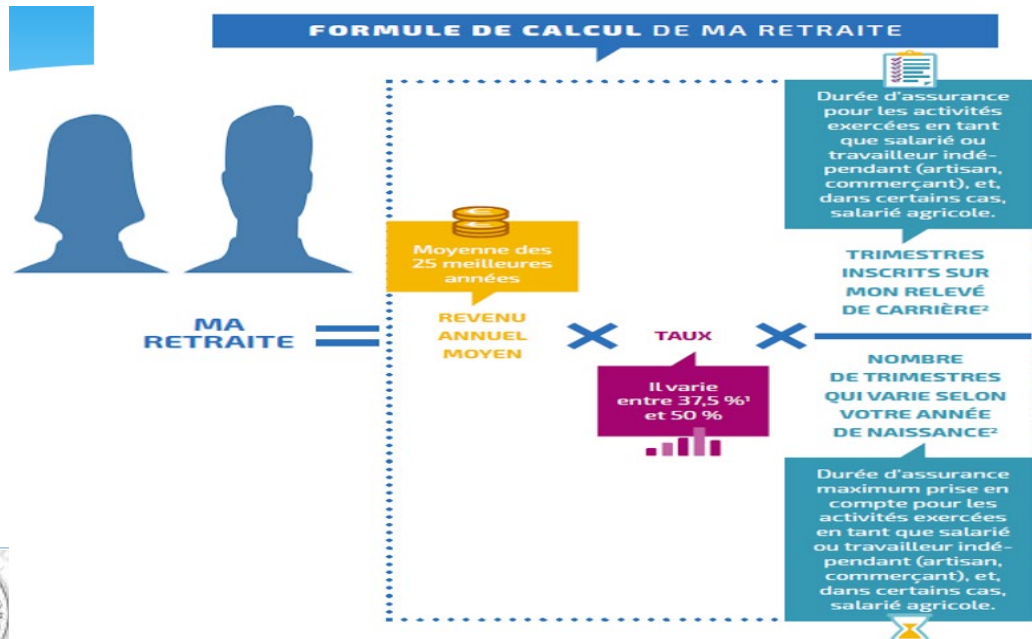 FORMULE DE CALCUL DE MA RETRAITE
Durée d'assurance
pour les activités
exercées en tant
que salarié ou
travailleur indé-
pendant (artisan,
commerçant), et,
dans certains cas,
salarié agricole.
Moyenne des
25 meilleures
années
TRIMESTRES
INSCRITS SUR
MON RELEVÉ
DE CARRIÈRE²
MA
RETRAITE
=
REVENU
ANNUEL
MOYEN
×
TAUX
×
Il varie
entre 37,5 %¹
et 50 %
NOMBRE
DE TRIMESTRES
QUI VARIE SELON
VOTRE ANNÉE
DE NAISSANCE²
Durée d'assurance
maximum prise en
compte pour les
activités exercées
en tant que salarié
ou travailleur indé-
pendant (artisan,
commerçant), et,
dans certains cas,
salarié agricole.